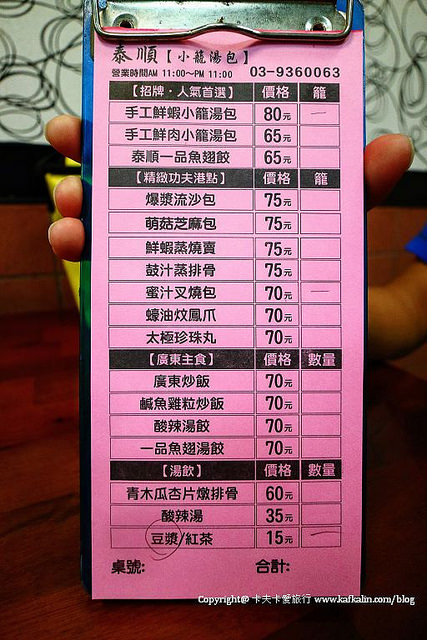 泰順【小籠湯包】
營業時間AM 11:00~PM 11:00 03-9360063
【招牌·人氣首選】 價格 籠
手工鮮蝦小籠湯包 80元 一
手工鮮肉小籠湯包 65元
泰順一品魚翅餃 65元
【精緻功夫港點】 價格 籠
爆漿流沙包 75元
萌菇芝麻包 75元
鮮蝦蒸燒賣 75元
鼓汁蒸排骨 75元
蜜汁叉燒包 70元 一
蠔油炆鳳爪 70元
太極珍珠丸 70元
【廣東主食】 價格 數量
廣東炒飯 70元
鹹魚雞粒炒飯 70元
酸辣湯餃 70元
一品魚翅湯餃 70元
【湯飲】 價格 數量
青木瓜杏片燉排骨 60元
酸辣湯 35元
豆漿/紅茶 15元 一
桌號: 合計:
Copyright@ 卡夫卡愛旅行 www.kafkalin.com/blog